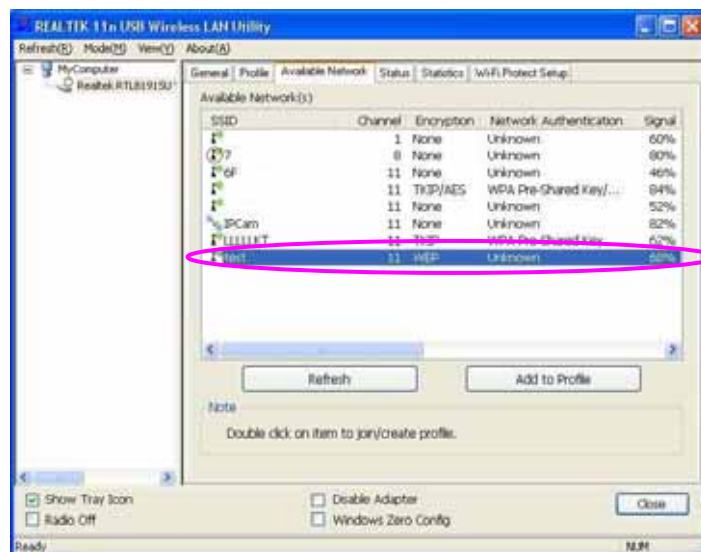 REALTEK 11n USB Wireless LAN Utility
Refresh(R) Mode(M) View(V) About(A)
MyComputer
Realtek RTL8191SU
General Profile Available Network Status Statistics Wi-Fi Protect Setup
Available Network(s)
SSID Channel Encryption Network Authentication Signal
1 None Unknown 60%
7 8 None Unknown 80%
6F 11 None Unknown 46%
11 TKIP/AES WPA Pre-Shared Key/... 84%
11 None Unknown 52%
IPCam 11 None Unknown 82%
11 TKIP WPA Pre-Shared Key 62%
test 11 WEP Unknown 68%
Refresh Add to Profile
Note
Double click on item to join/create profile.
Show Tray Icon
Radio Off
Disable Adapter
Windows Zero Config
Close
Ready NUM